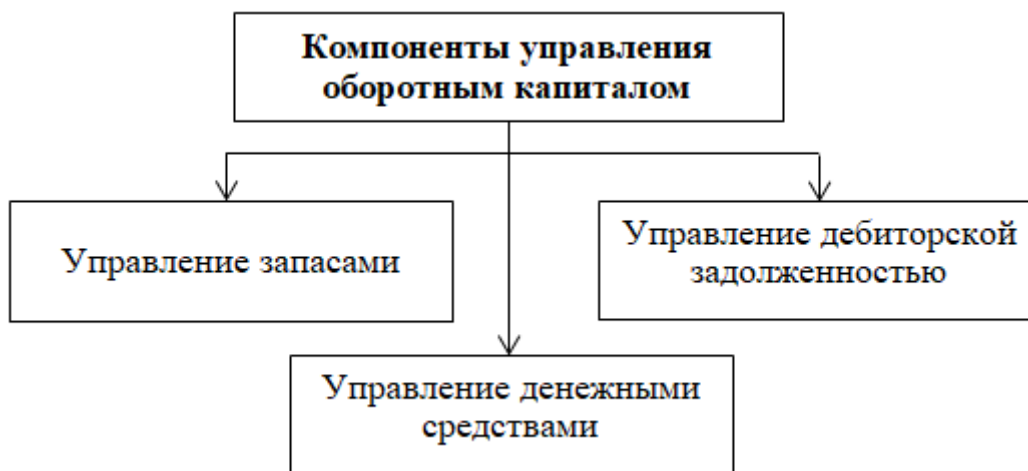 Компоненты управления
оборотным капиталом
Управление запасами
Управление дебиторской
задолженностью
Управление денежными
средствами